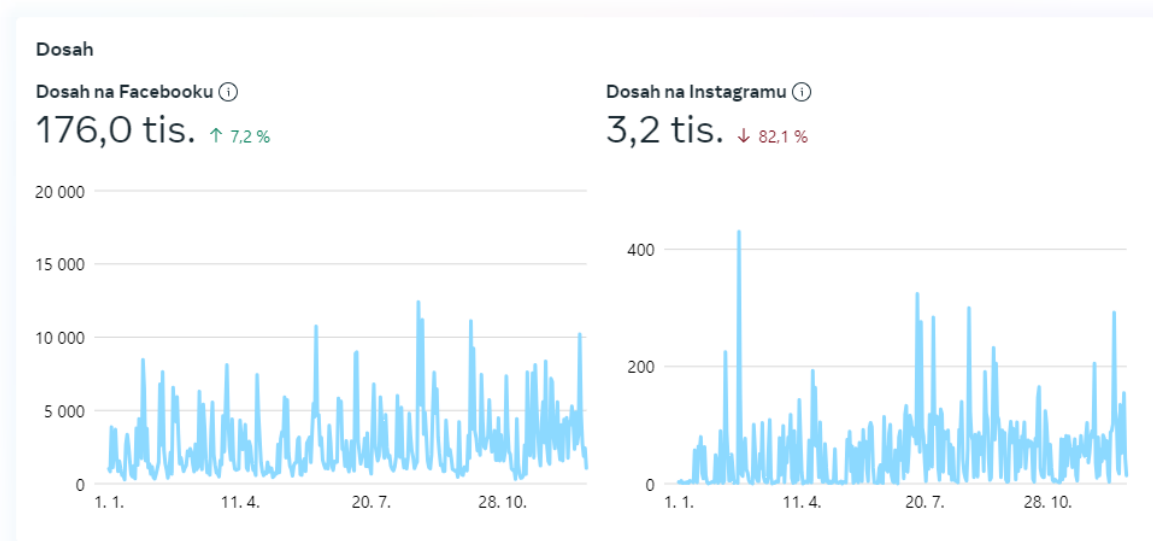 Dosah
Dosah na Facebooku
176,0 tis. ↑ 7,2 %
20 000
15 000
10 000
5 000
0
1. 1. 11. 4. 20. 7. 28. 10.
Dosah na Instagramu
3,2 tis. ↓ 82,1 %
400
200
0
1. 1. 11. 4. 20. 7. 28. 10.